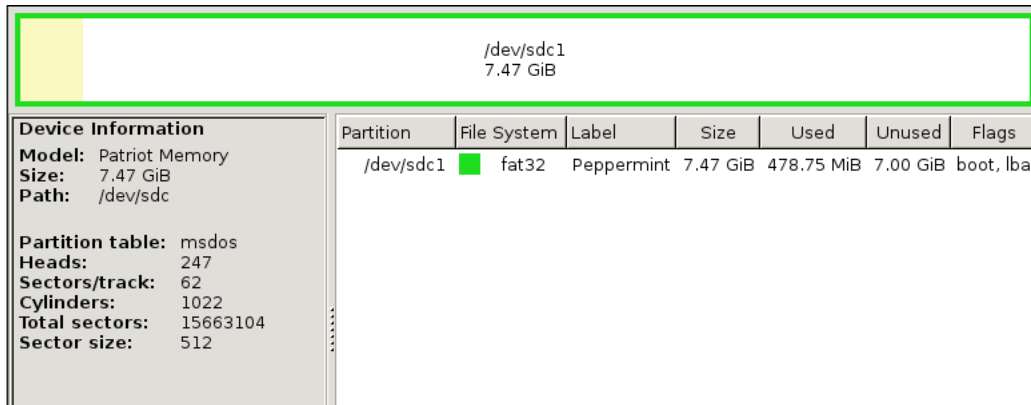 /dev/sdc1
7.47 GiB
Device Information
Model: Patriot Memory
Size: 7.47 GiB
Path: /dev/sdc
Partition table: msdos
Heads: 247
Sectors/track: 62
Cylinders: 1022
Total sectors: 15663104
Sector size: 512
Partition File System Label Size Used Unused Flags
/dev/sdc1 fat32 Peppermint 7.47 GiB 478.75 MiB 7.00 GiB boot, lba